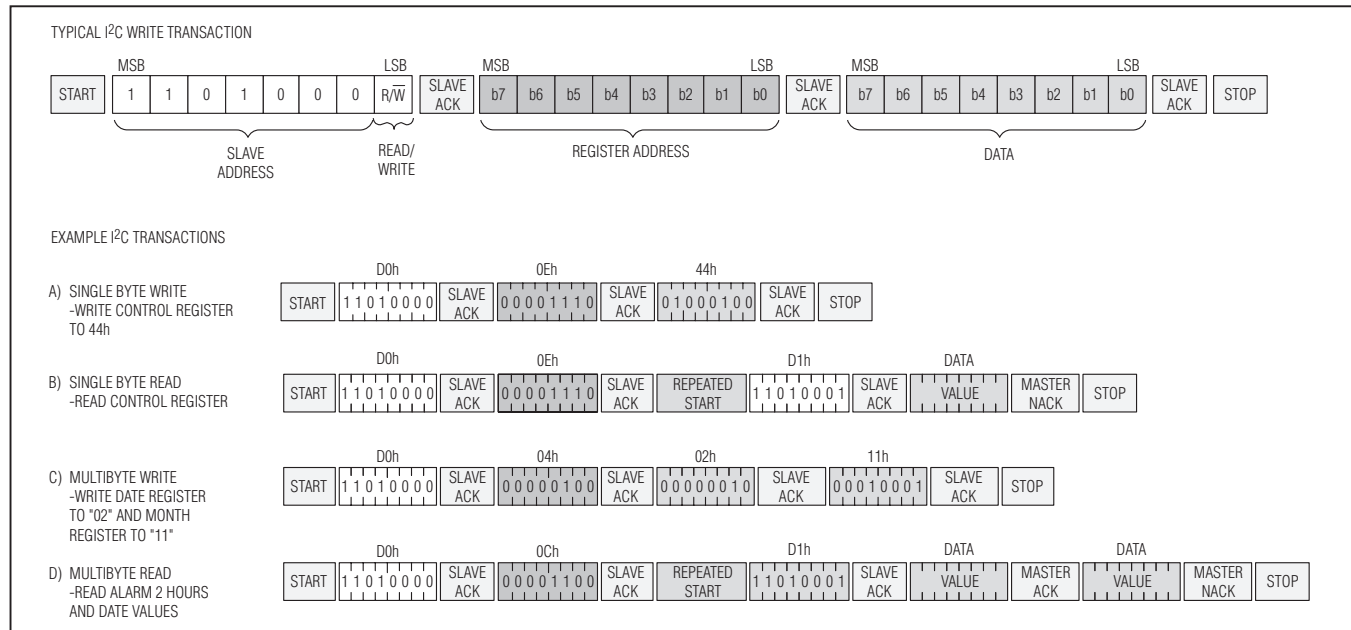 TYPICAL I²C WRITE TRANSACTION
MSB LSB MSB LSB MSB LSB
START 1 1 0 1 0 0 0 R/W̅ SLAVE ACK b7 b6 b5 b4 b3 b2 b1 b0 SLAVE ACK b7 b6 b5 b4 b3 b2 b1 b0 SLAVE ACK STOP
SLAVE ADDRESS READ/WRITE REGISTER ADDRESS DATA
EXAMPLE I²C TRANSACTIONS
D0h 0Eh 44h
A) SINGLE BYTE WRITE
-WRITE CONTROL REGISTER
TO 44h
START 11010000 SLAVE ACK 00001110 SLAVE ACK 01000100 SLAVE ACK STOP
D0h 0Eh D1h DATA
B) SINGLE BYTE READ
-READ CONTROL REGISTER
START 11010000 SLAVE ACK 00001110 SLAVE ACK REPEATED START 11010001 SLAVE ACK VALUE MASTER NACK STOP
D0h 04h 02h 11h
C) MULTIBYTE WRITE
-WRITE DATE REGISTER
TO "02" AND MONTH
REGISTER TO "11"
START 11010000 SLAVE ACK 00000100 SLAVE ACK 00000010 SLAVE ACK 00010001 SLAVE ACK STOP
D0h 0Ch D1h DATA DATA
D) MULTIBYTE READ
-READ ALARM 2 HOURS
AND DATE VALUES
START 11010000 SLAVE ACK 00001100 SLAVE ACK REPEATED START 11010001 SLAVE ACK VALUE MASTER ACK VALUE MASTER NACK STOP